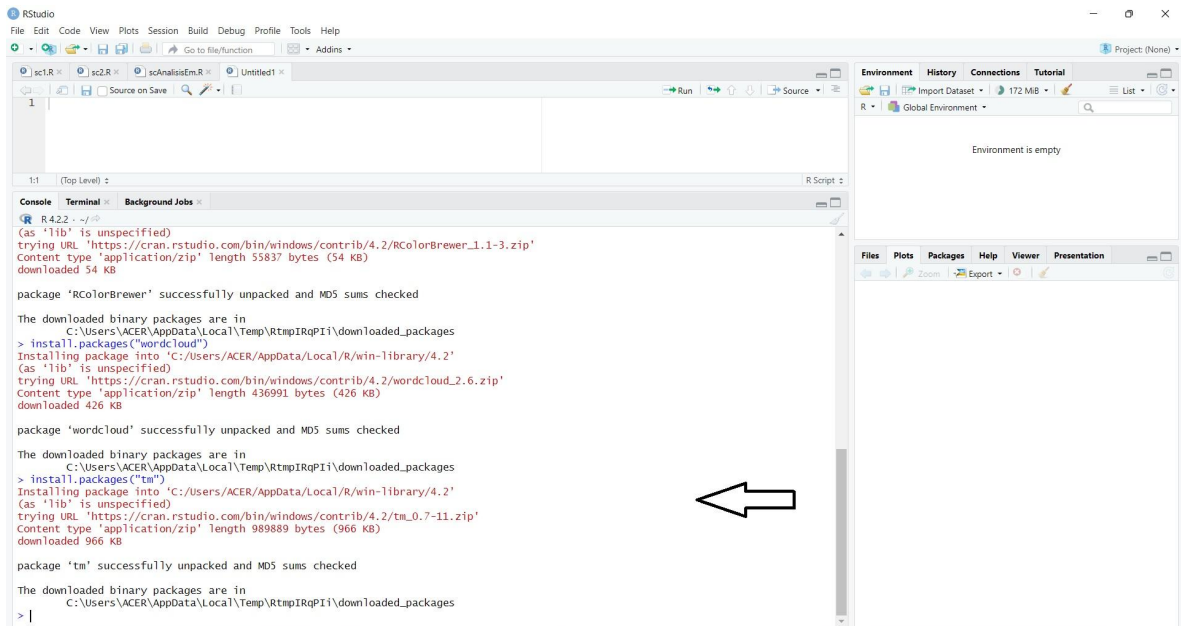 RStudio
File Edit Code View Plots Session Build Debug Profile Tools Help
Go to file/function Addins Project: (None)
sc1.R sc2.R scAnalisisEm.R Untitled1
Source on Save Run Source
1
1:1 (Top Level) R Script
Console Terminal Background Jobs
R 4.2.2 · ~/
(as ‘lib’ is unspecified)
trying URL 'https://cran.rstudio.com/bin/windows/contrib/4.2/RColorBrewer_1.1-3.zip'
Content type 'application/zip' length 55837 bytes (54 KB)
downloaded 54 KB
package ‘RColorBrewer’ successfully unpacked and MD5 sums checked
The downloaded binary packages are in
C:\Users\ACER\AppData\Local\Temp\RtmpIRqPIi\downloaded_packages
> install.packages("wordcloud")
Installing package into ‘C:/Users/ACER/AppData/Local/R/win-library/4.2’
(as ‘lib’ is unspecified)
trying URL 'https://cran.rstudio.com/bin/windows/contrib/4.2/wordcloud_2.6.zip'
Content type 'application/zip' length 436991 bytes (426 KB)
downloaded 426 KB
package ‘wordcloud’ successfully unpacked and MD5 sums checked
The downloaded binary packages are in
C:\Users\ACER\AppData\Local\Temp\RtmpIRqPIi\downloaded_packages
> install.packages("tm")
Installing package into ‘C:/Users/ACER/AppData/Local/R/win-library/4.2’
(as ‘lib’ is unspecified)
trying URL 'https://cran.rstudio.com/bin/windows/contrib/4.2/tm_0.7-11.zip'
Content type 'application/zip' length 989889 bytes (966 KB)
downloaded 966 KB
package ‘tm’ successfully unpacked and MD5 sums checked
The downloaded binary packages are in
C:\Users\ACER\AppData\Local\Temp\RtmpIRqPIi\downloaded_packages
>
Environment History Connections Tutorial
Import Dataset 172 MiB List
R Global Environment
Environment is empty
Files Plots Packages Help Viewer Presentation
Zoom Export